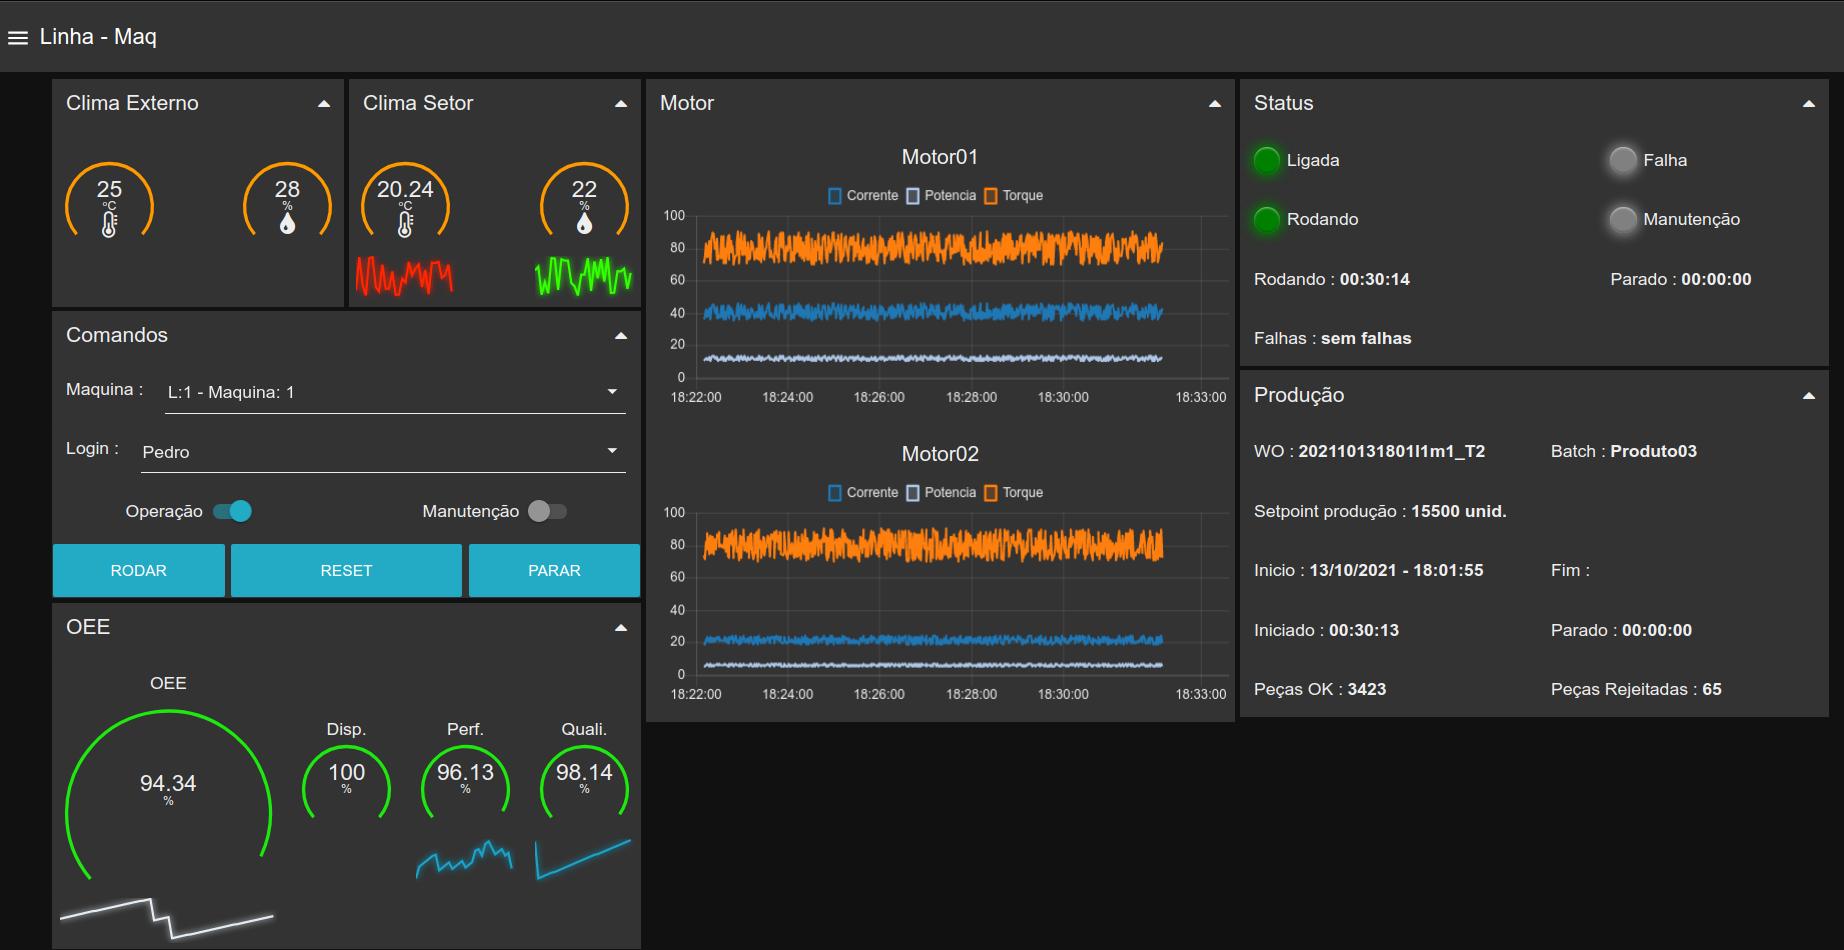 Linha - Maq
Clima Externo
25
°C
28
%
Clima Setor
20.24
°C
22
%
Comandos
Maquina :
L:1 - Maquina: 1
Login :
Pedro
Operação
Manutenção
RODAR
RESET
PARAR
OEE
OEE
94.34
%
Disp.
100
%
Perf.
96.13
%
Quali.
98.14
%
Motor
Motor01
Corrente Potencia Torque
100
80
60
40
20
0
18:22:00 18:24:00 18:26:00 18:28:00 18:30:00 18:33:00
Motor02
Corrente Potencia Torque
100
80
60
40
20
0
18:22:00 18:24:00 18:26:00 18:28:00 18:30:00 18:33:00
Status
Ligada
Falha
Rodando
Manutenção
Rodando : 00:30:14
Parado : 00:00:00
Falhas : sem falhas
Produção
WO : 202110131801l1m1_T2
Batch : Produto03
Setpoint produção : 15500 unid.
Inicio : 13/10/2021 - 18:01:55
Fim :
Iniciado : 00:30:13
Parado : 00:00:00
Peças OK : 3423
Peças Rejeitadas : 65